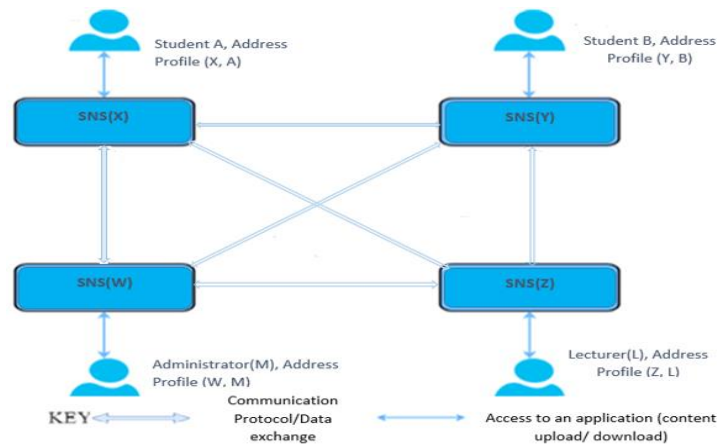 Student A, Address
Profile (X, A)
Student B, Address
Profile (Y, B)
SNS(X)
SNS(Y)
SNS(W)
SNS(Z)
Administrator(M), Address
Profile (W, M)
Lecturer(L), Address
Profile (Z, L)
KEY
Communication
Protocol/Data
exchange
Access to an application (content
upload/ download)